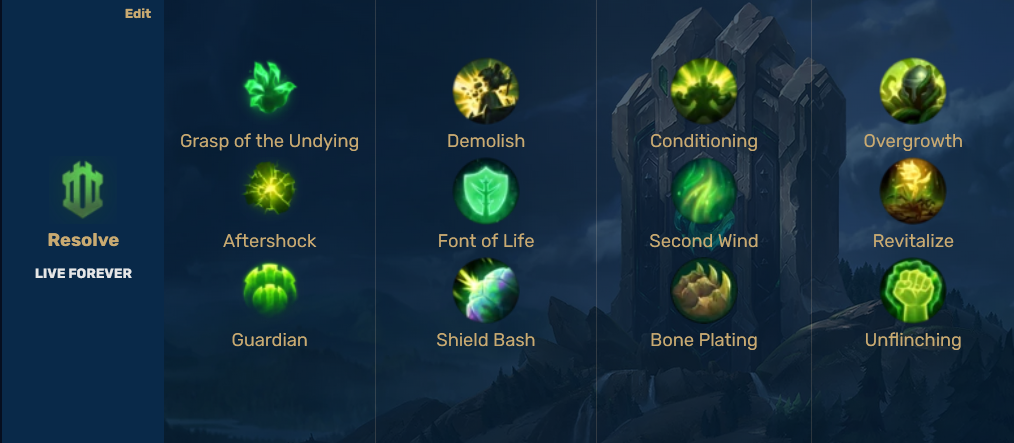 Edit
Resolve
LIVE FOREVER
Grasp of the Undying
Demolish
Conditioning
Overgrowth
Aftershock
Font of Life
Second Wind
Revitalize
Guardian
Shield Bash
Bone Plating
Unflinching